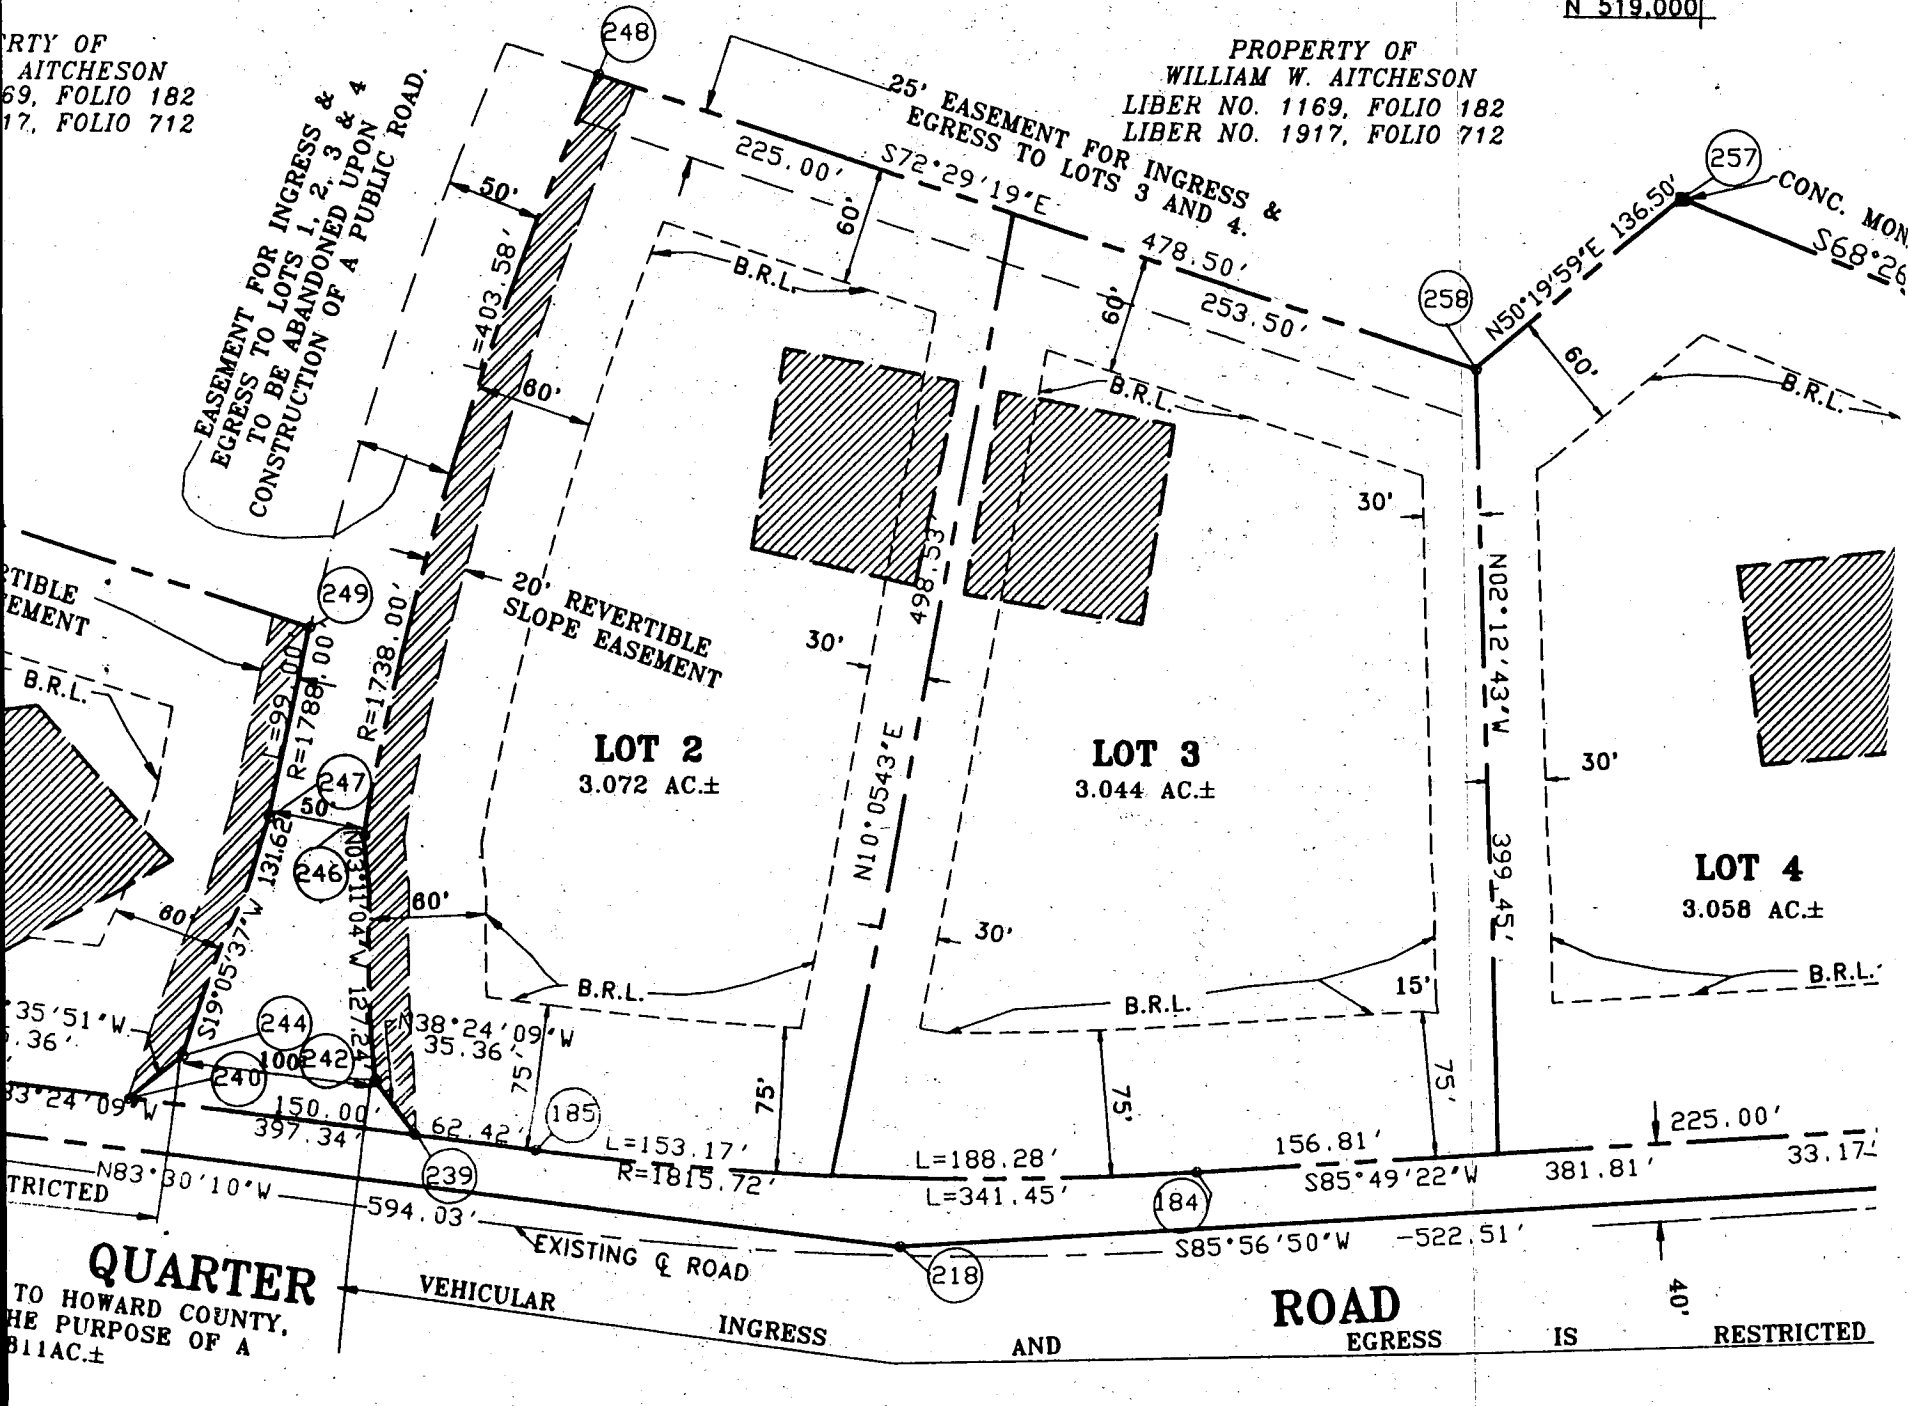 N 519,000
RTY OF
AITCHESON
69, FOLIO 182
17, FOLIO 712
248
PROPERTY OF
WILLIAM W. AITCHESON
LIBER NO. 1169, FOLIO 182
LIBER NO. 1917, FOLIO 712
EASEMENT FOR INGRESS &
EGRESS TO LOTS 1, 2, 3 & 4
TO BE ABANDONED UPON
CONSTRUCTION OF A PUBLIC ROAD.
25' EASEMENT FOR INGRESS &
EGRESS TO LOTS 3 AND 4.
225.00'
S72°29'19"E
478.50'
253.50'
257
CONC. MON.
S68°26
N50°19'59"E 136.50'
258
50'
60'
60'
60'
60'
B.R.L.
B.R.L.
B.R.L.
L=403.58'
R=1738.00'
30'
498.53'
N02°12'43"W
399.45'
RTIBLE
EMENT
249
20' REVERTIBLE
SLOPE EASEMENT
30'
B.R.L.
L=99.00'
R=1788.00'
LOT 2
3.072 AC.±
LOT 3
3.044 AC.±
30'
N10°0543"E
247
50'
246
131.62'
S19°05'37"W
N03°11'04"W 127.24'
LOT 4
3.058 AC.±
60'
60'
30'
B.R.L.
B.R.L.
B.R.L.
15'
°35'51"W
5.36'
244
100'
242
240
N38°24'09"W
35.36'
75'
75'
75'
75'
83°24'09"W
150.00'
397.34'
62.42'
185
239
L=153.17'
R=1815.72'
L=188.28'
L=341.45'
184
156.81'
S85°49'22"W
225.00'
381.81'
33.17
N83°30'10"W
594.03'
TRICTED
EXISTING ℄ ROAD
218
S85°56'50"W -522.51'
40'
QUARTER
ROAD
TO HOWARD COUNTY,
HE PURPOSE OF A
811AC.±
VEHICULAR INGRESS AND EGRESS IS RESTRICTED